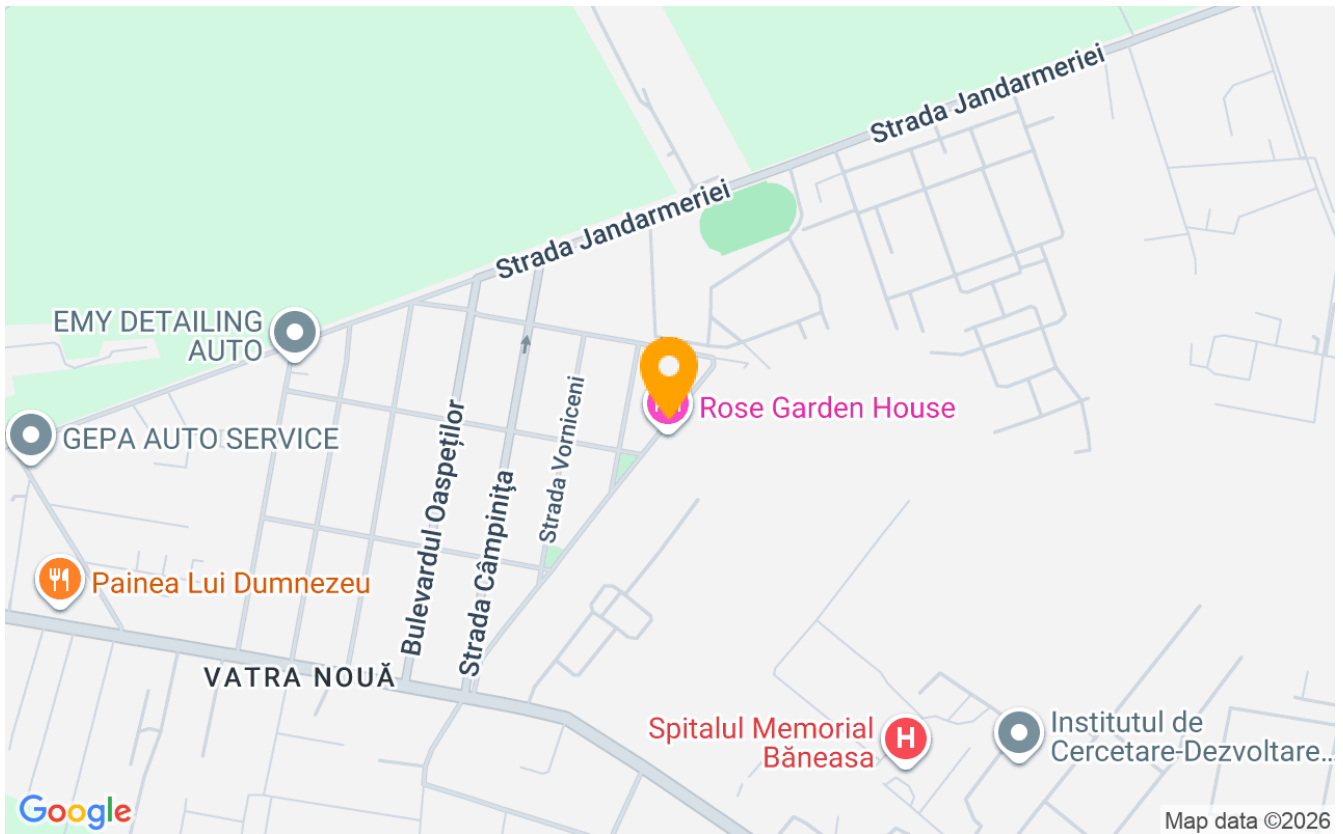 Strada Jandarmeriei
Strada Jandarmeriei
EMY DETAILING
AUTO
Rose Garden House
GEPA AUTO SERVICE
Bulevardul Oaspeților
Strada Câmpinița
Strada Vorniceni
Painea Lui Dumnezeu
VATRA NOUĂ
Spitalul Memorial
Băneasa
H
Institutul de
Cercetare-Dezvoltare...
Google
Map data ©2026